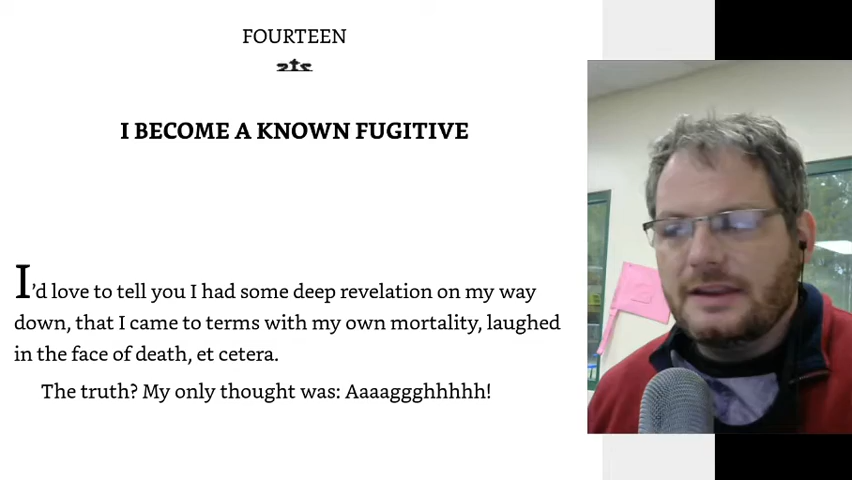 FOURTEEN
I BECOME A KNOWN FUGITIVE
I'd love to tell you I had some deep revelation on my way
down, that I came to terms with my own mortality, laughed
in the face of death, et cetera.
The truth? My only thought was: Aaaaggghhhhh!